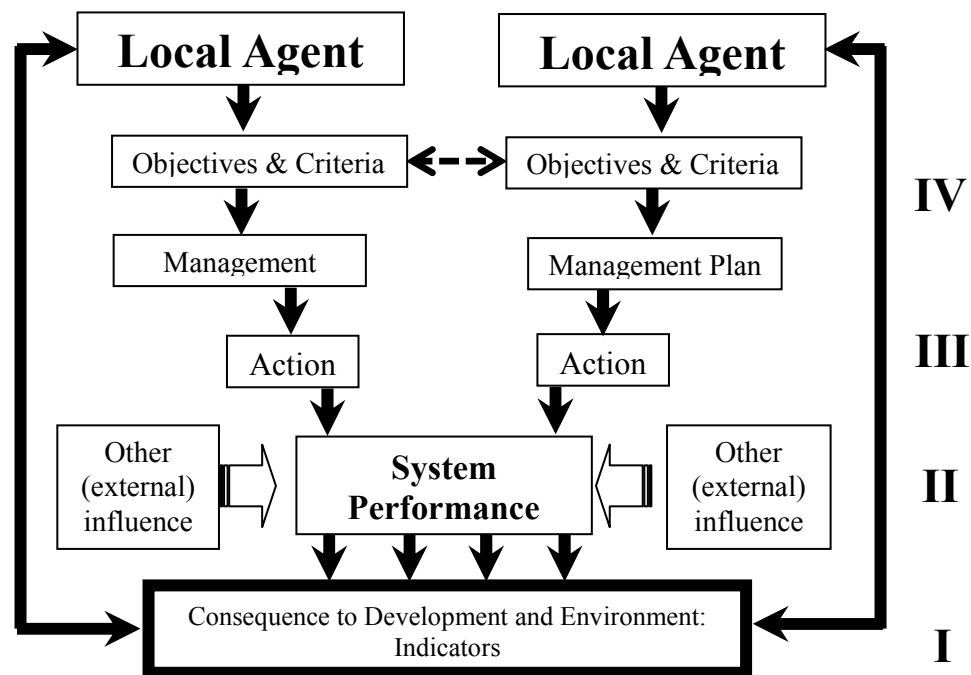 Local Agent
Local Agent
Objectives & Criteria
Objectives & Criteria
IV
Management
Management Plan
Action
Action
III
Other
(external)
influence
System
Performance
Other
(external)
influence
II
Consequence to Development and Environment:
Indicators
I